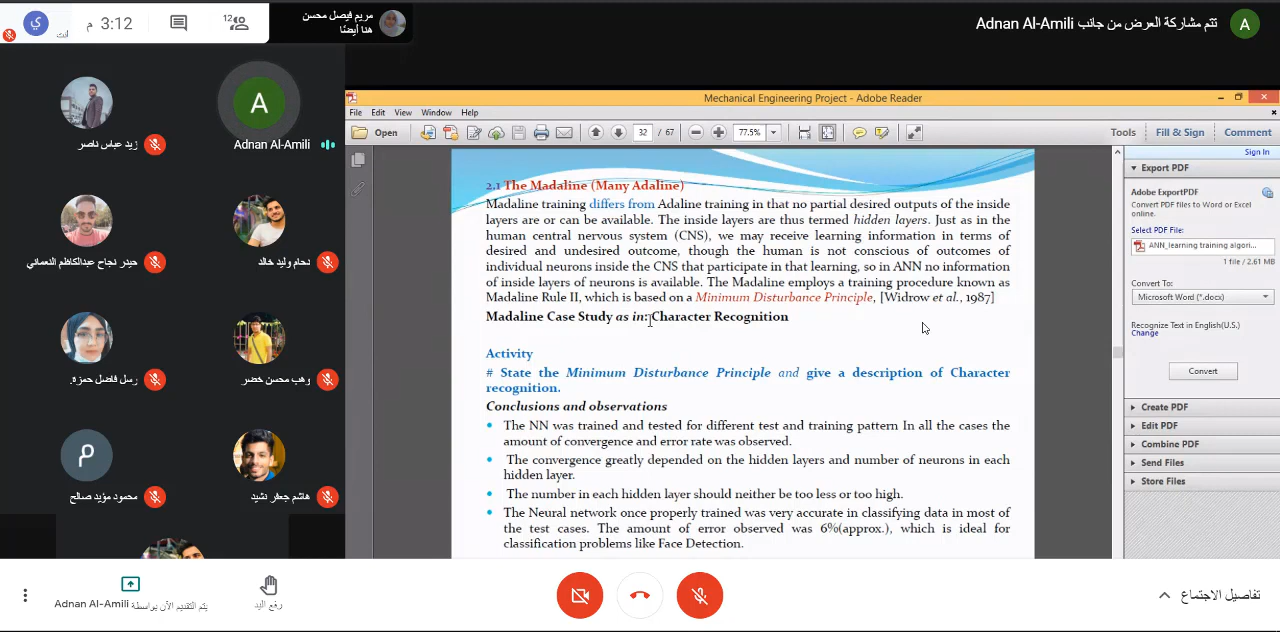 ي
أنت
3:12 م
12
مريم فيصل محسن
هنا أيضًا
تتم مشاركة العرض من جانب Adnan Al-Amili
A
زيد عباس ناصر
A
Adnan Al-Amili
حيدر نجاح عبدالكاظم النعماني
دحام وليد خالد
رسل فاضل حمزه.
وهب محسن خضر
م
محمود مؤيد صالح
هاشم جعفر نشيد
Mechanical Engineering Project - Adobe Reader
File Edit View Window Help
Open 32 / 67 77.5% Tools Fill & Sign Comment
2.1 The Madaline (Many Adaline)
Madaline training differs from Adaline training in that no partial desired outputs of the inside
layers are or can be available. The inside layers are thus termed hidden layers. Just as in the
human central nervous system (CNS), we may receive learning information in terms of
desired and undesired outcome, though the human is not conscious of outcomes of
individual neurons inside the CNS that participate in that learning, so in ANN no information
of inside layers of neurons is available. The Madaline employs a training procedure known as
Madaline Rule II, which is based on a Minimum Disturbance Principle, [Widrow et al., 1987]
Madaline Case Study as in: Character Recognition
Activity
# State the Minimum Disturbance Principle and give a description of Character
recognition.
Conclusions and observations
• The NN was trained and tested for different test and training pattern In all the cases the
amount of convergence and error rate was observed.
• The convergence greatly depended on the hidden layers and number of neurons in each
hidden layer.
• The number in each hidden layer should neither be too less or too high.
• The Neural network once properly trained was very accurate in classifying data in most of
the test cases. The amount of error observed was 6%(approx.), which is ideal for
classification problems like Face Detection.
Sign In
Export PDF
Adobe ExportPDF
Convert PDF files to Word or Excel
online.
Select PDF File:
ANN_learning training algori...
1 file / 2.61 MB
Convert To:
Microsoft Word (*.docx)
Recognize Text in English(U.S.)
Change
Convert
Create PDF
Edit PDF
Combine PDF
Send Files
Store Files
يتم التقديم الآن بواسطة Adnan Al-Amili
رفع اليد
تفاصيل الاجتماع